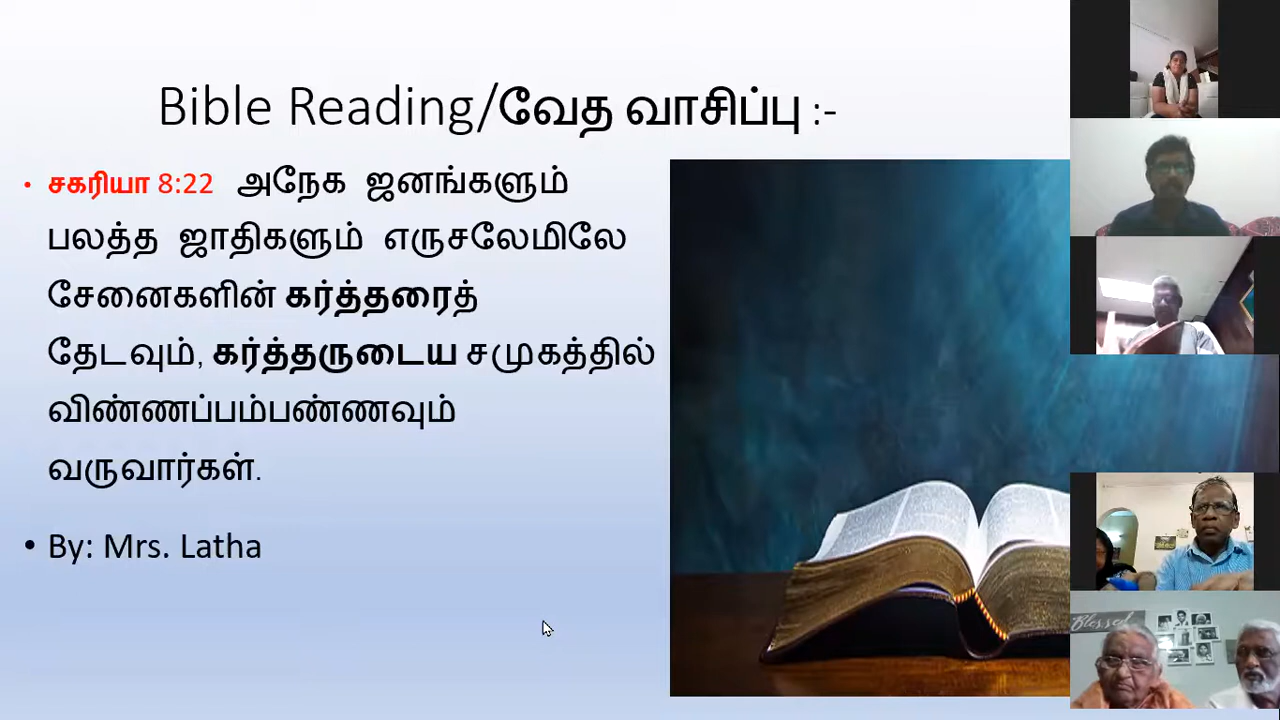 Bible Reading/வேத வாசிப்பு :-
• சகரியா 8:22 அநேக ஜனங்களும்
பலத்த ஜாதிகளும் எருசலேமிலே
சேனைகளின் கர்த்தரைத்
தேடவும், கர்த்தருடைய சமுகத்தில்
விண்ணப்பம்பண்ணவும்
வருவார்கள்.
• By: Mrs. Latha
Blessed